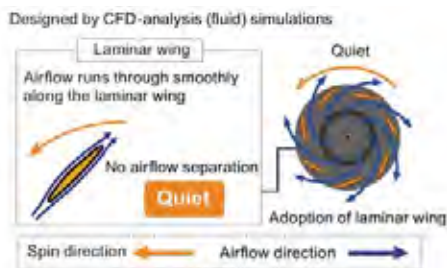 Designed by CFD-analysis (fluid) simulations
Laminar wing
Airflow runs through smoothly
along the laminar wing
No airflow separation
Quiet
Quiet
Adoption of laminar wing
Spin direction
Airflow direction